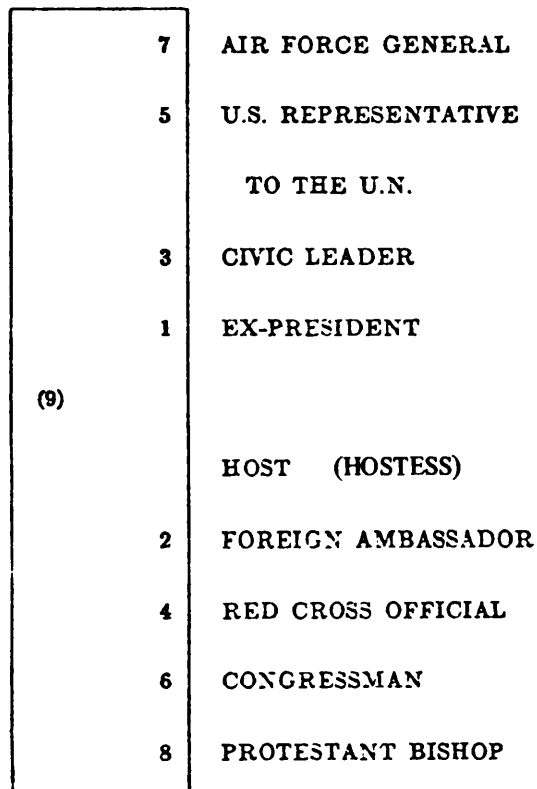 7 AIR FORCE GENERAL
5 U.S. REPRESENTATIVE
TO THE U.N.
3 CIVIC LEADER
1 EX-PRESIDENT
(9)
HOST (HOSTESS)
2 FOREIGN AMBASSADOR
4 RED CROSS OFFICIAL
6 CONGRESSMAN
8 PROTESTANT BISHOP